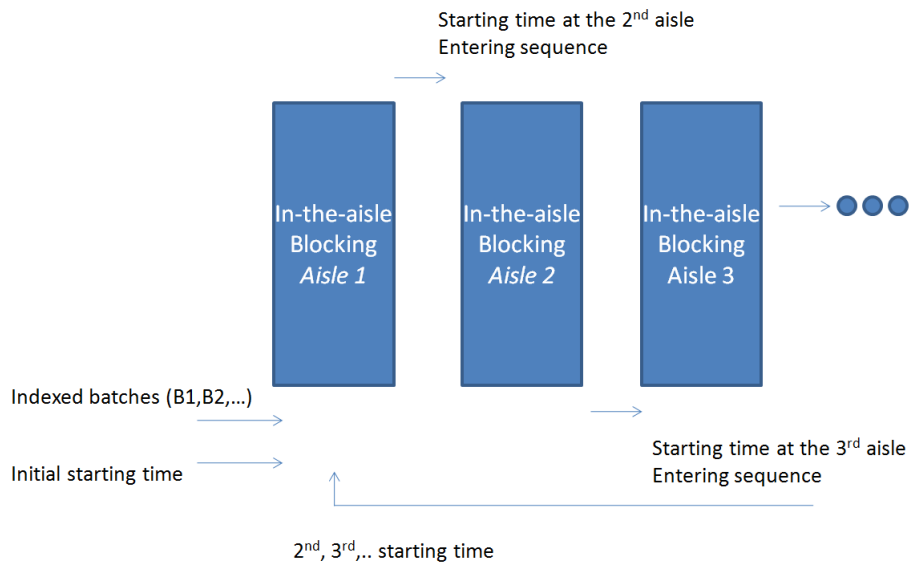 Starting time at the 2nd aisle
Entering sequence
In-the-aisle
Blocking
Aisle 1
In-the-aisle
Blocking
Aisle 2
In-the-aisle
Blocking
Aisle 3
Indexed batches (B1,B2,...)
Initial starting time
Starting time at the 3rd aisle
Entering sequence
2nd, 3rd,.. starting time